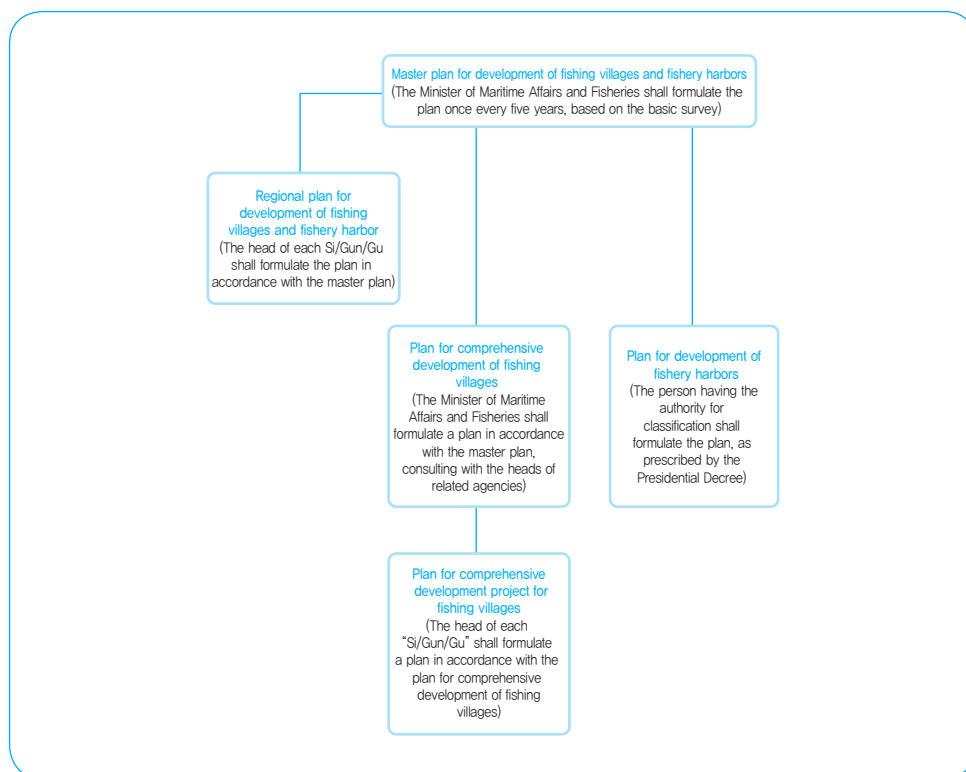 Master plan for development of fishing villages and fishery harbors
(The Minister of Maritime Affairs and Fisheries shall formulate the
plan once every five years, based on the basic survey)
Regional plan for
development of fishing
villages and fishery harbor
(The head of each Si/Gun/Gu
shall formulate the plan in
accordance with the master plan)
Plan for comprehensive
development of fishing
villages
(The Minister of Maritime
Affairs and Fisheries shall
formulate a plan in accordance
with the master plan,
consulting with the heads of
related agencies)
Plan for development of
fishery harbors
(The person having the
authority for
classification shall
formulate the plan, as
prescribed by the
Presidential Decree)
Plan for comprehensive
development project for
fishing villages
(The head of each
“Si/Gun/Gu” shall formulate
a plan in accordance with the
plan for comprehensive
development of fishing
villages)